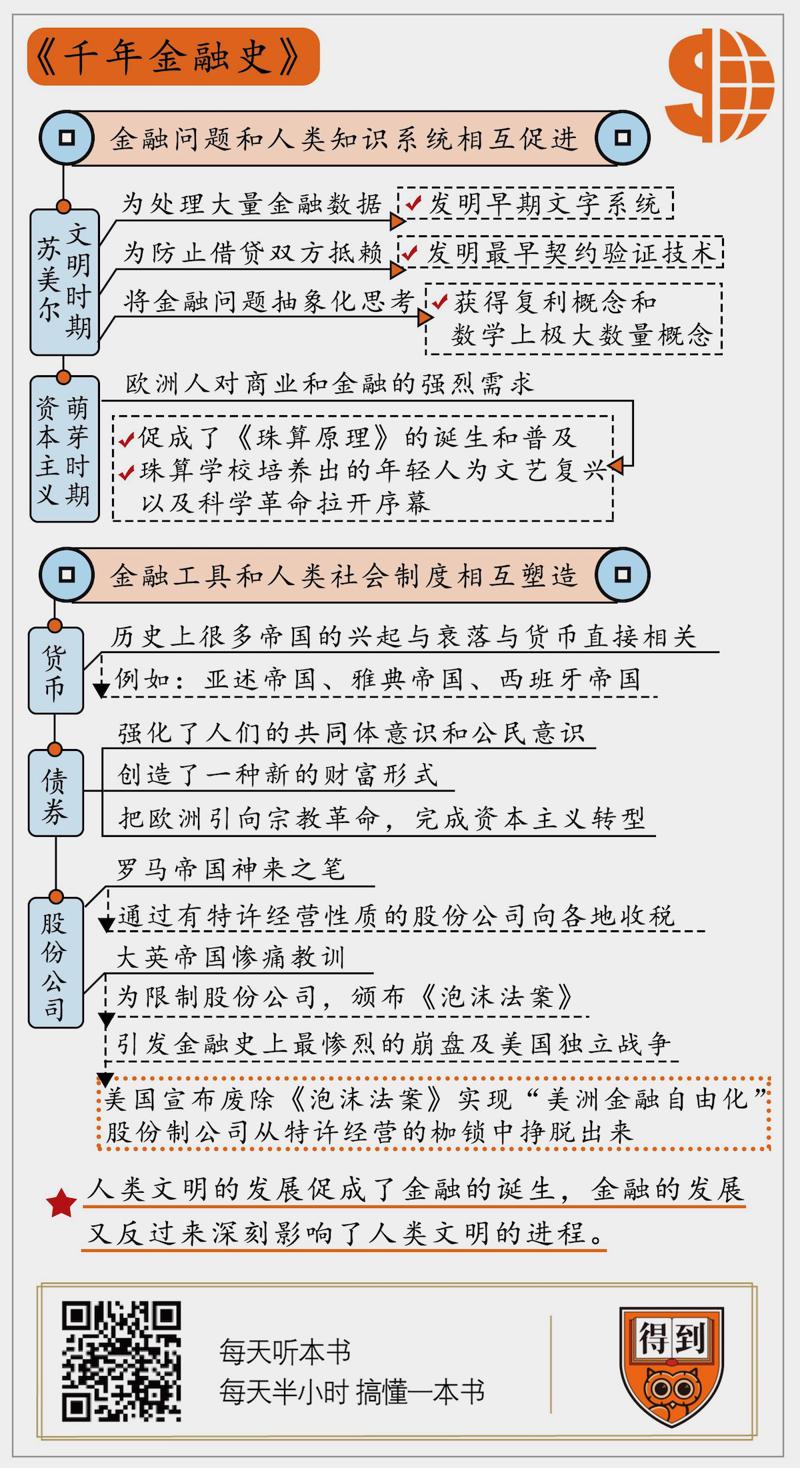 《千年金融史》
金融问题和人类知识系统相互促进
苏美尔
文明时期
为处理大量金融数据
发明早期文字系统
为防止借贷双方抵赖
发明最早契约验证技术
将金融问题抽象化思考
获得复利概念和
数学上极大数量概念
资本主义
萌芽时期
欧洲人对商业和金融的强烈需求
促成了《珠算原理》的诞生和普及
珠算学校培养出的年轻人为文艺复兴
以及科学革命拉开序幕
金融工具和人类社会制度相互塑造
货币
历史上很多帝国的兴起与衰落与货币直接相关
例如：亚述帝国、雅典帝国、西班牙帝国
债券
强化了人们的共同体意识和公民意识
创造了一种新的财富形式
把欧洲引向宗教革命，完成资本主义转型
股份公司
罗马帝国神来之笔
通过有特许经营性质的股份公司向各地收税
大英帝国惨痛教训
为限制股份公司，颁布《泡沫法案》
引发金融史上最惨烈的崩盘及美国独立战争
美国宣布废除《泡沫法案》实现“美洲金融自由化”
股份制公司从特许经营的枷锁中挣脱出来
人类文明的发展促成了金融的诞生，金融的发展
又反过来深刻影响了人类文明的进程。
每天听本书
每天半小时 搞懂一本书
得到